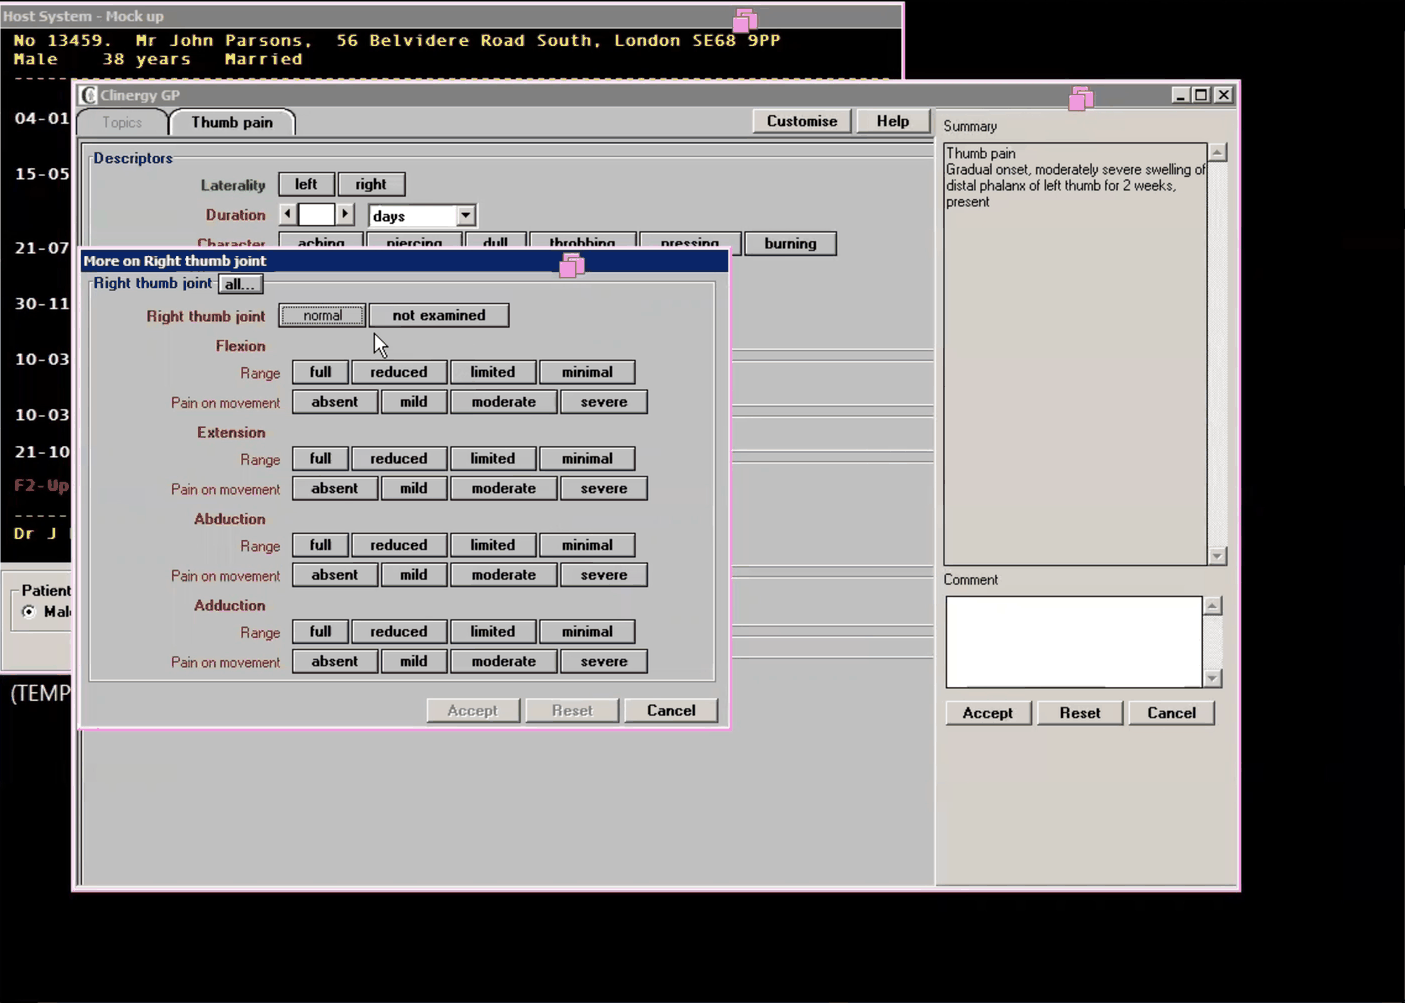 Host System - Mock up
No 13459. Mr John Parsons, 56 Belvidere Road South, London SE68 9PP
Male 38 years Married
Clinergy GP
04-01
Topics Thumb pain Customise Help
Summary
Descriptors
Thumb pain
Gradual onset, moderately severe swelling of
distal phalanx of left thumb for 2 weeks,
present
15-05
Laterality left right
Duration days
21-07
Character aching piercing dull throbbing pressing burning
More on Right thumb joint
Right thumb joint all...
30-11
Right thumb joint normal not examined
Flexion
10-03
Range full reduced limited minimal
Pain on movement absent mild moderate severe
10-03
Extension
21-10
Range full reduced limited minimal
F2-Up
Pain on movement absent mild moderate severe
Abduction
Dr J
Range full reduced limited minimal
Pain on movement absent mild moderate severe
Comment
Patient
Male
Adduction
Range full reduced limited minimal
Pain on movement absent mild moderate severe
(TEMP
Accept Reset Cancel
Accept Reset Cancel